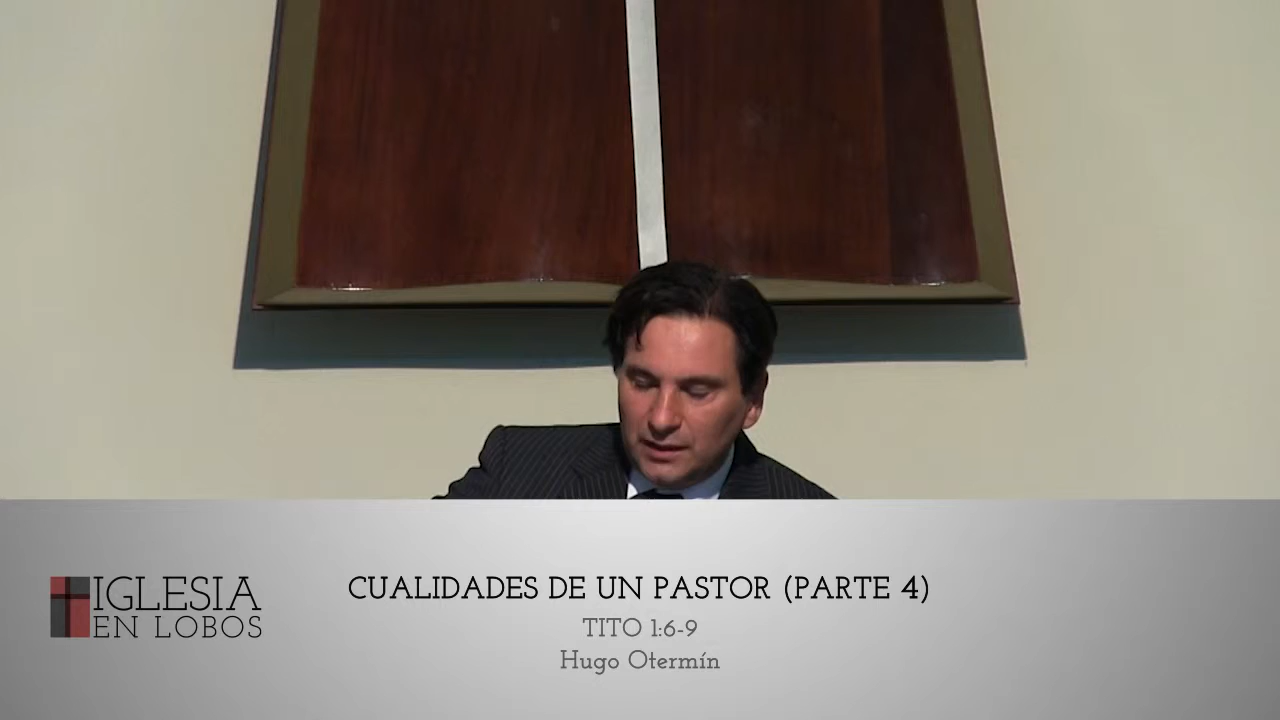 IGLESIA
EN LOBOS
CUALIDADES DE UN PASTOR (PARTE 4)
TITO 1:6-9
Hugo Otermín